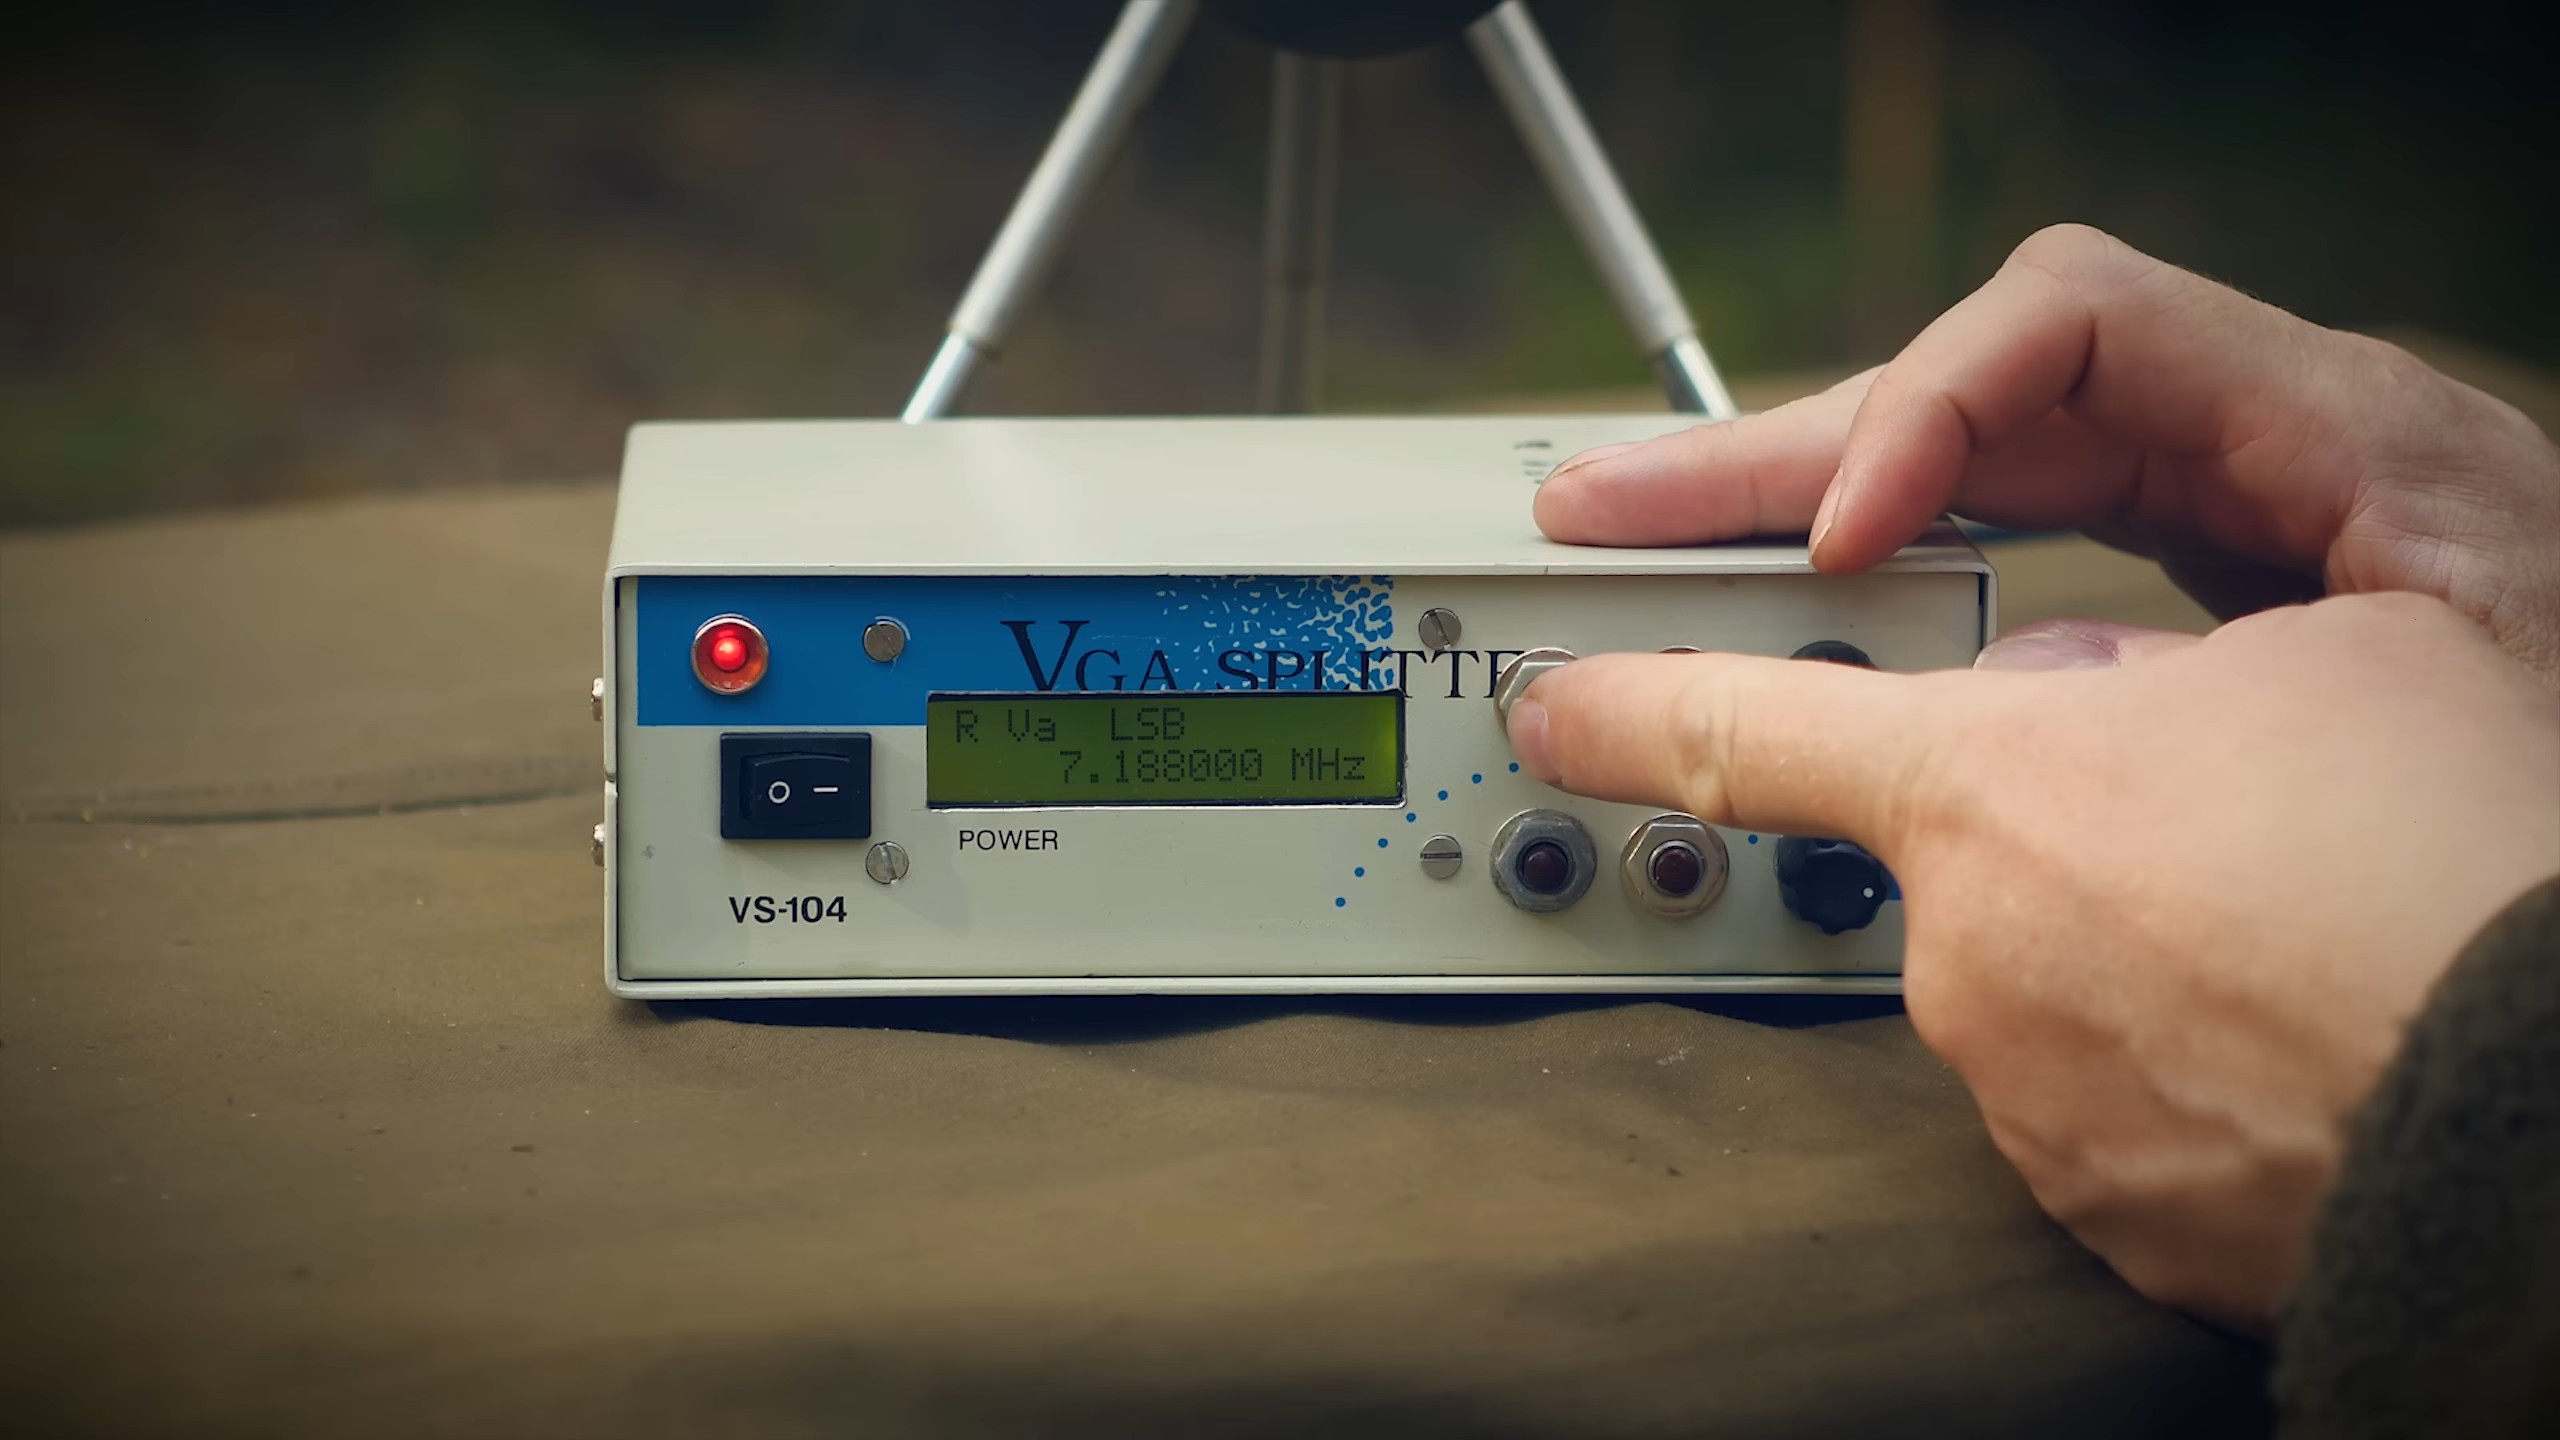 VGA SPLITTE
R Va LSB
7.188000 MHz
O —
POWER
VS-104